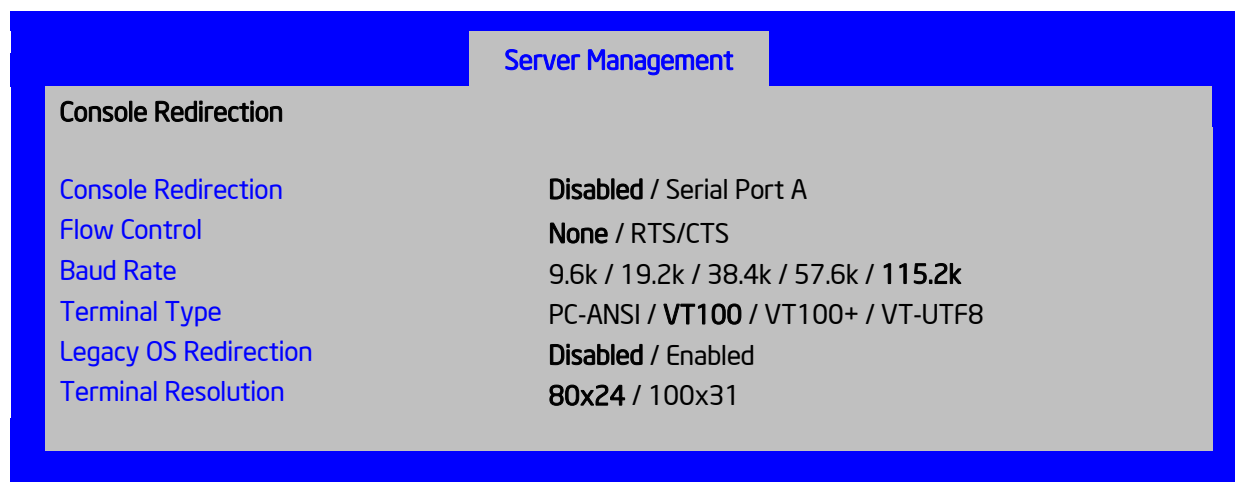 Server Management
Console Redirection
Console Redirection Disabled / Serial Port A
Flow Control None / RTS/CTS
Baud Rate 9.6k / 19.2k / 38.4k / 57.6k / 115.2k
Terminal Type PC-ANSI / VT100 / VT100+ / VT-UTF8
Legacy OS Redirection Disabled / Enabled
Terminal Resolution 80x24 / 100x31